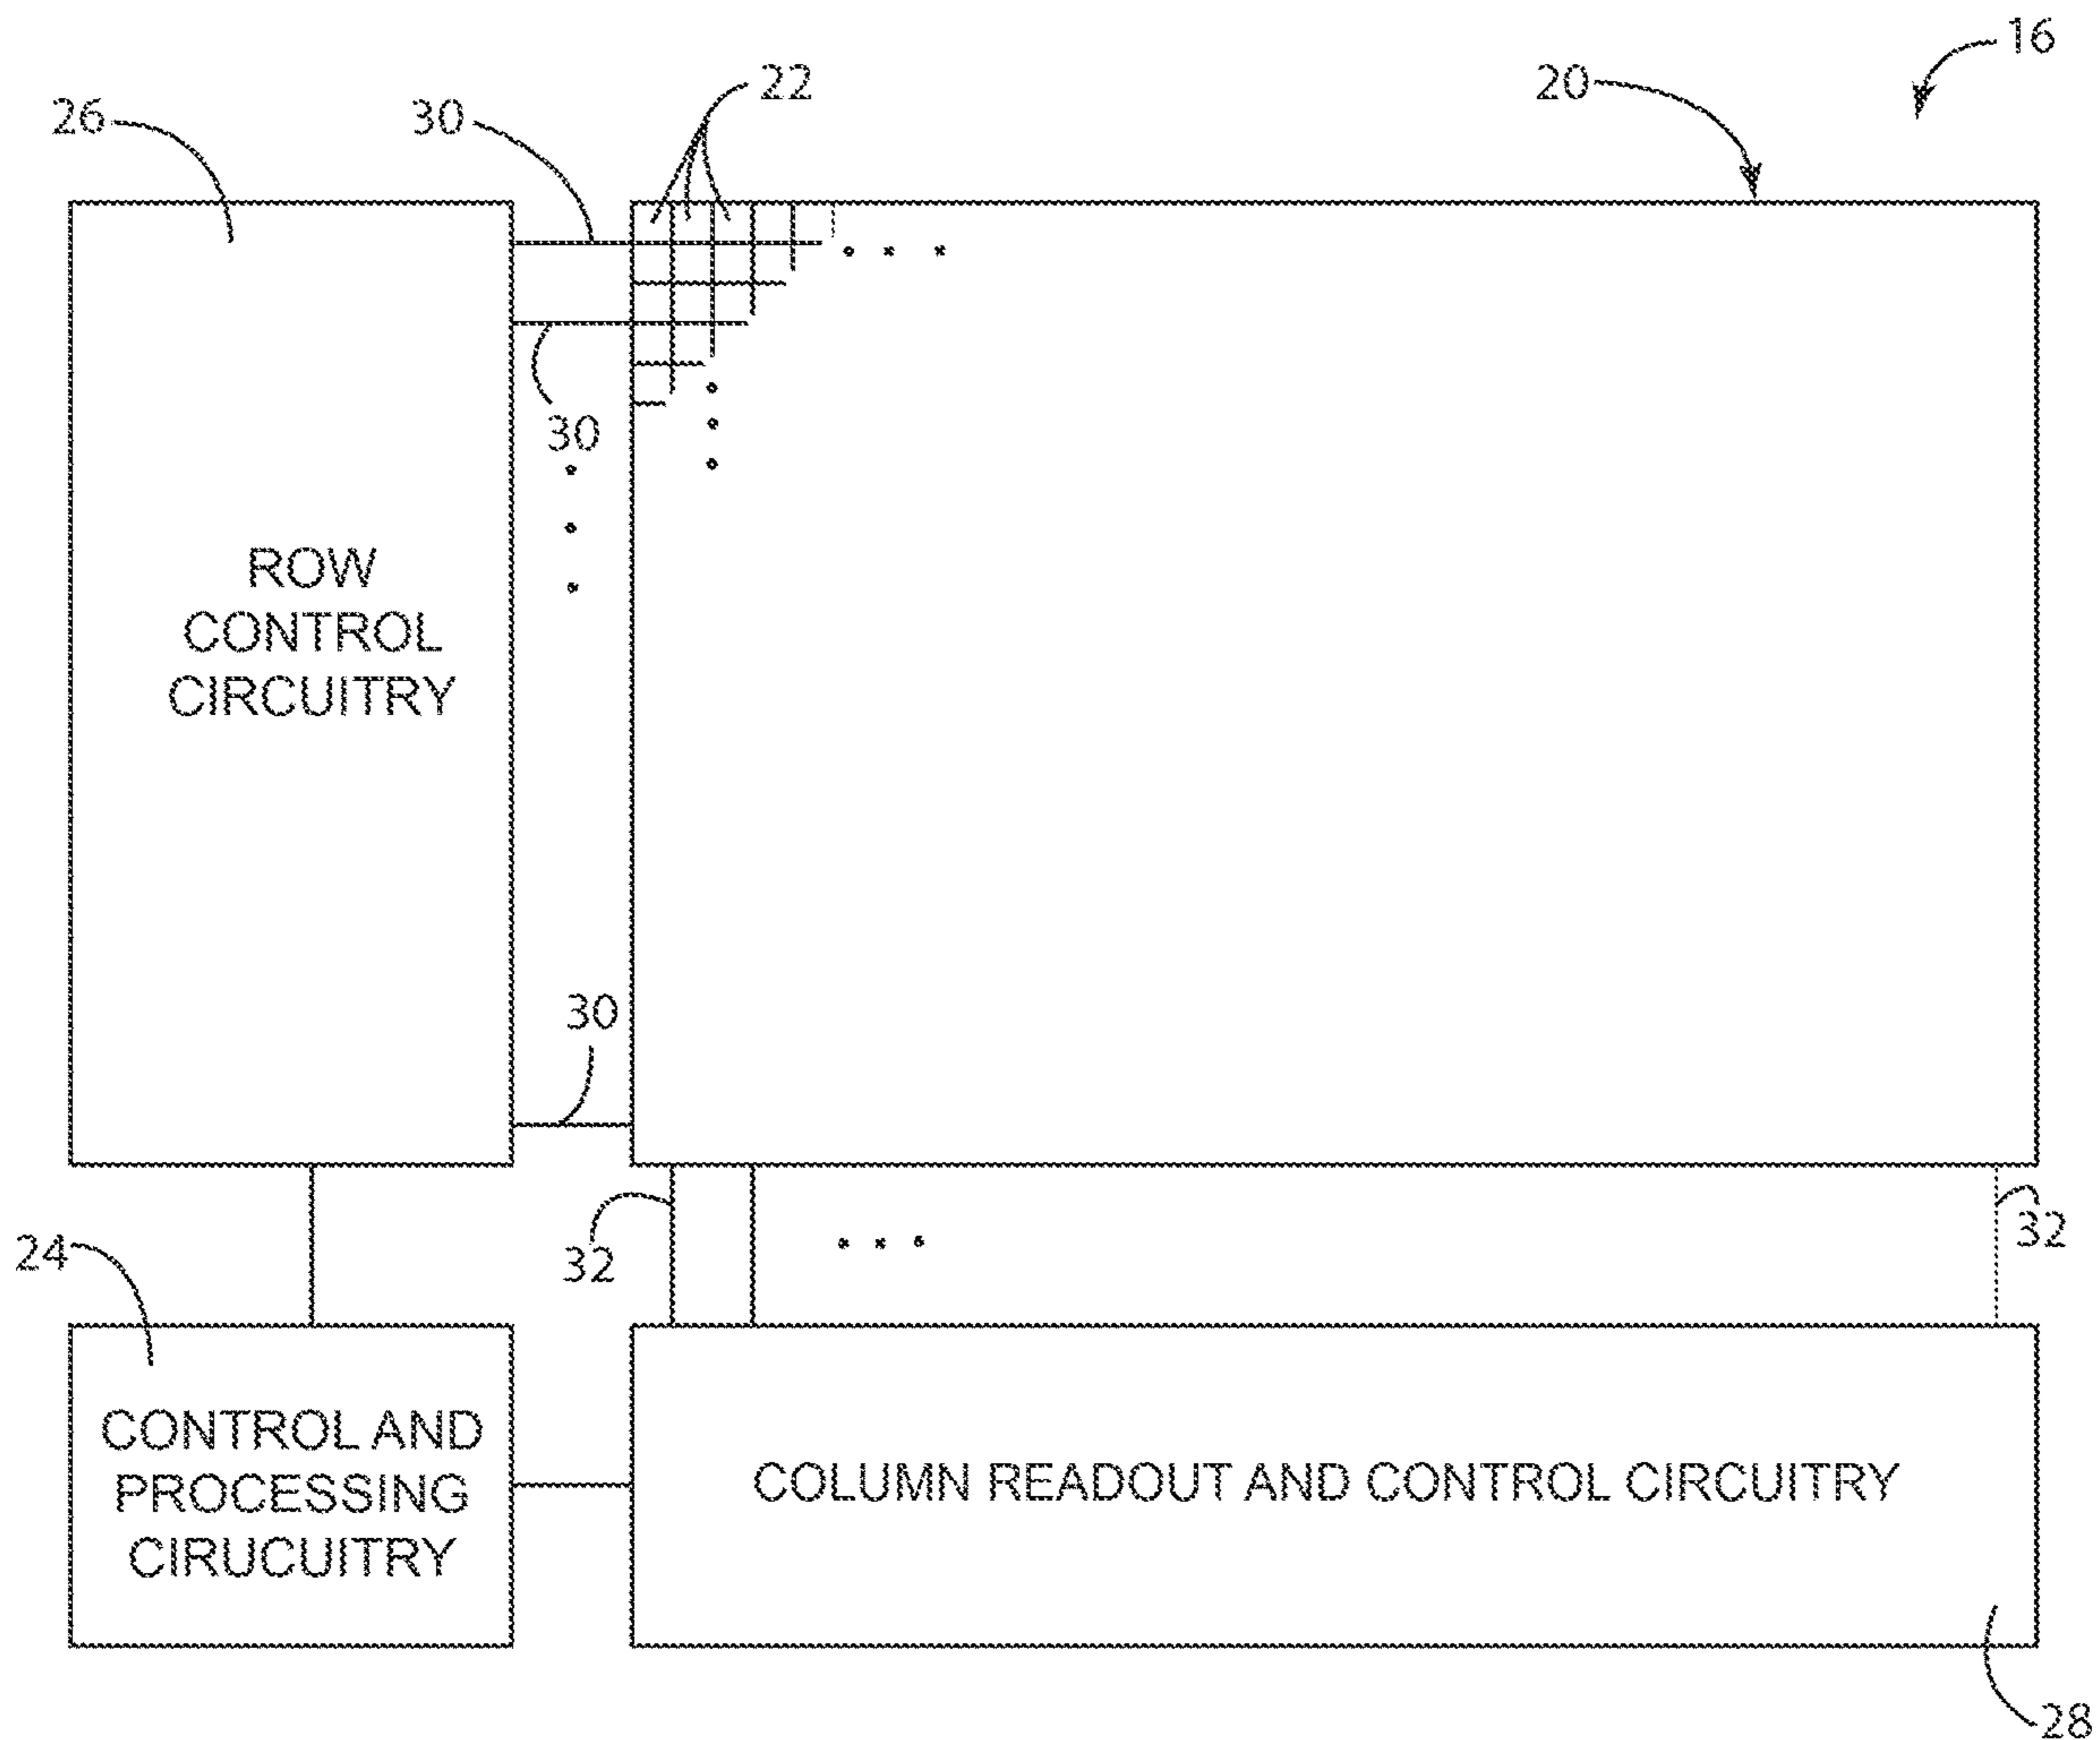 16
22
20
26
30
30
ROW
CONTROL
CIRCUITRY
30
32
32
24
CONTROL AND
PROCESSING
CIRUCUITRY
COLUMN READOUT AND CONTROL CIRCUITRY
28